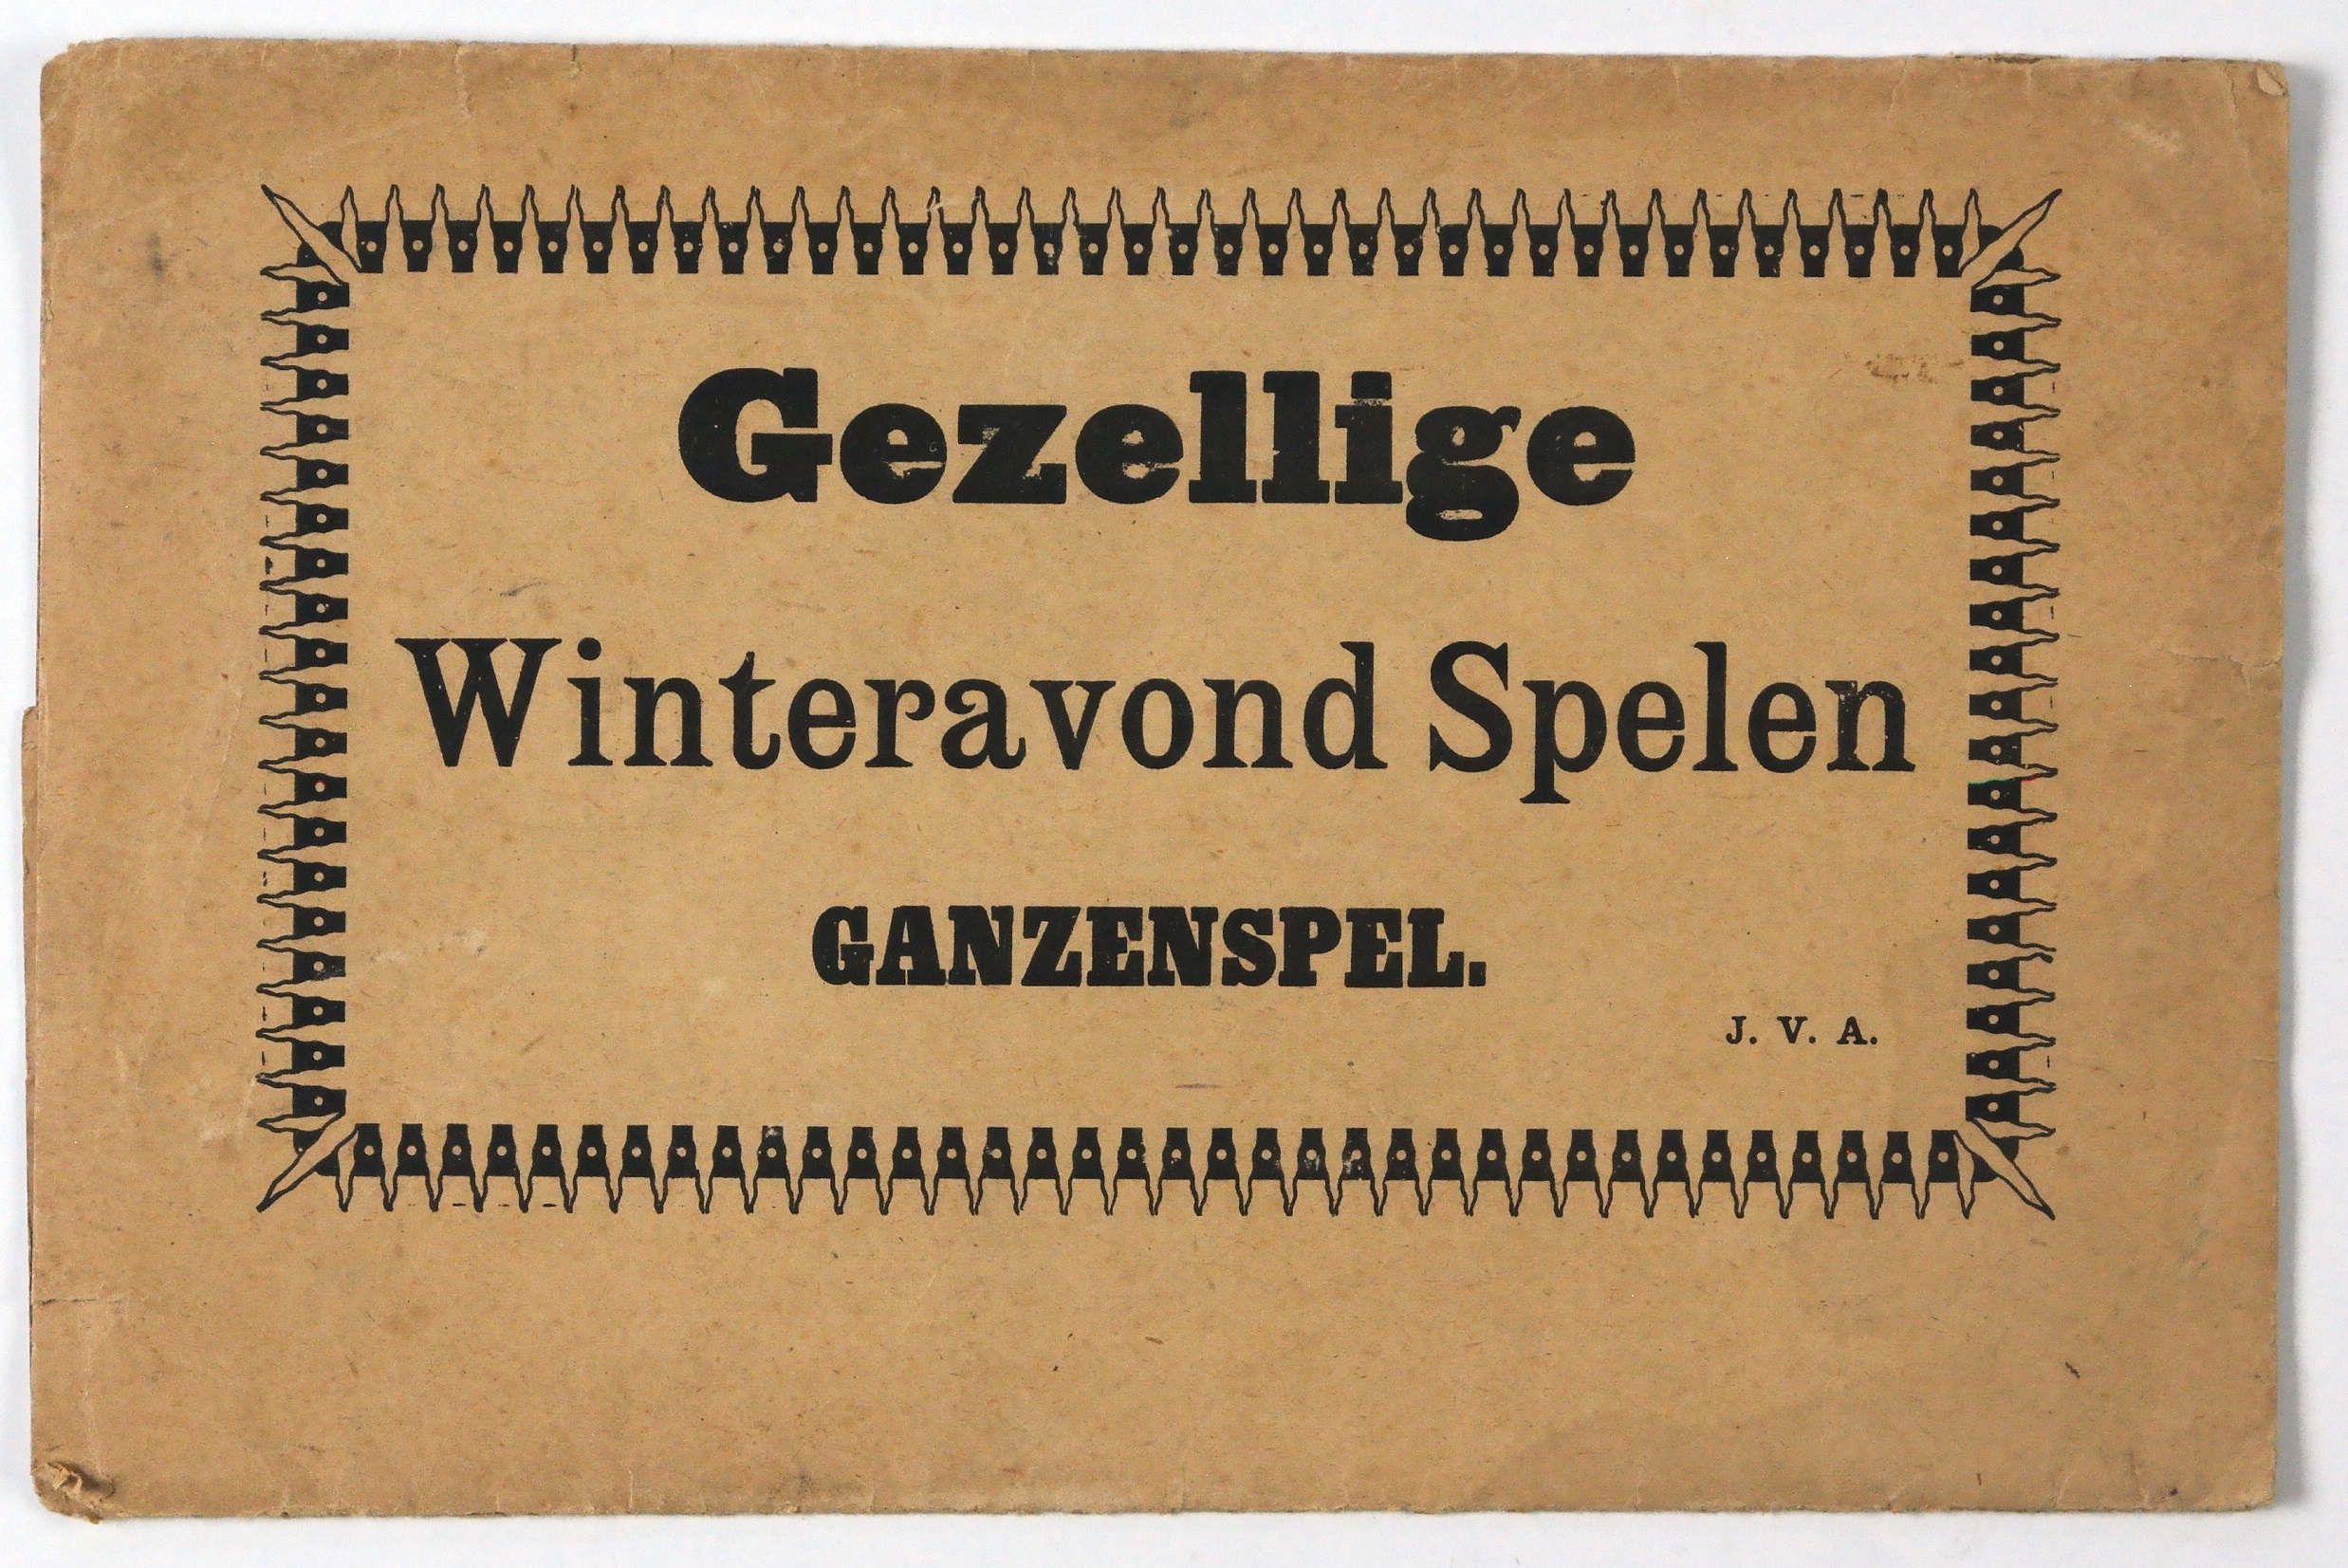 Gezellige
Winteravond Spelen
GANZENSPEL.
J. V. A.